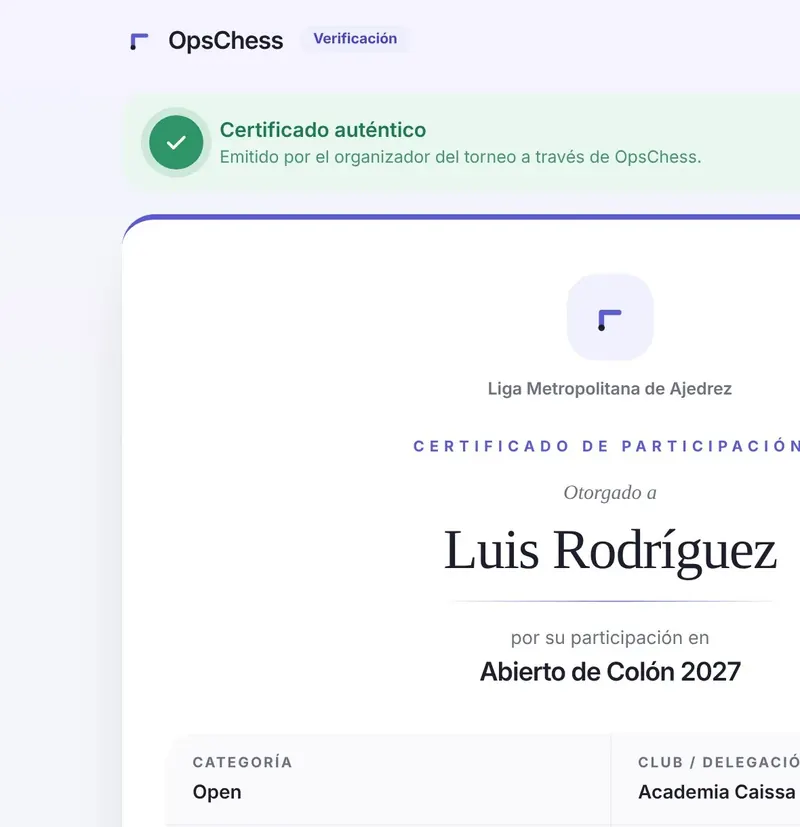 OpsChess Verificación
Certificado auténtico
Emitido por el organizador del torneo a través de OpsChess.
Liga Metropolitana de Ajedrez
CERTIFICADO DE PARTICIPACIÓN
Otorgado a
Luis Rodríguez
por su participación en
Abierto de Colón 2027
CATEGORÍA
Open
CLUB / DELEGACIÓ
Academia Caissa